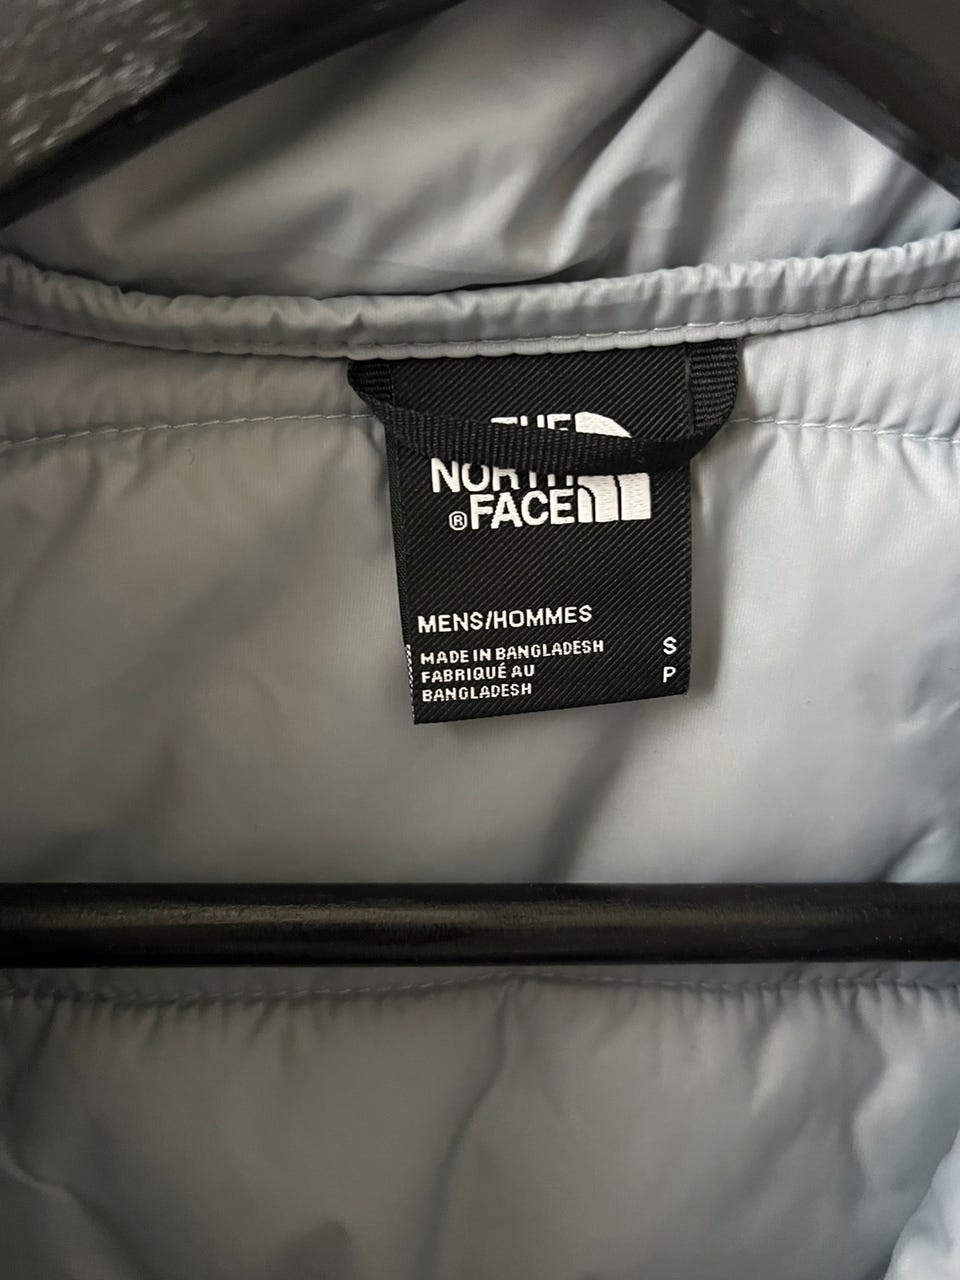 THE
NORTH
® FACE
MENS/HOMMES
MADE IN BANGLADESH
FABRIQUÉ AU
BANGLADESH
S
P